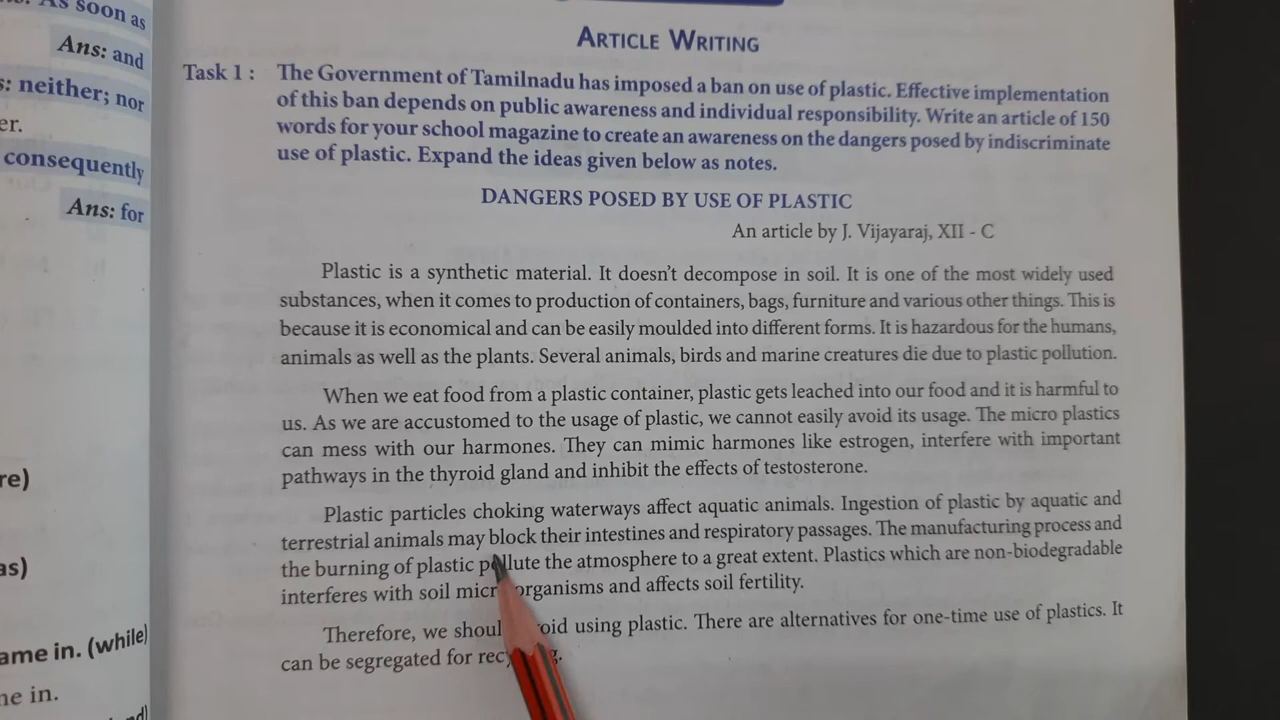 As soon as
Ans: and
s: neither; nor
er.
consequently
Ans: for
re)
as)
ame in. (while)
ne in.
ARTICLE WRITING
Task 1 : The Government of Tamilnadu has imposed a ban on use of plastic. Effective implementation
of this ban depends on public awareness and individual responsibility. Write an article of 150
words for your school magazine to create an awareness on the dangers posed by indiscriminate
use of plastic. Expand the ideas given below as notes.
DANGERS POSED BY USE OF PLASTIC
An article by J. Vijayaraj, XII - C
Plastic is a synthetic material. It doesn't decompose in soil. It is one of the most widely used
substances, when it comes to production of containers, bags, furniture and various other things. This is
because it is economical and can be easily moulded into different forms. It is hazardous for the humans,
animals as well as the plants. Several animals, birds and marine creatures die due to plastic pollution.
When we eat food from a plastic container, plastic gets leached into our food and it is harmful to
us. As we are accustomed to the usage of plastic, we cannot easily avoid its usage. The micro plastics
can mess with our harmones. They can mimic harmones like estrogen, interfere with important
pathways in the thyroid gland and inhibit the effects of testosterone.
Plastic particles choking waterways affect aquatic animals. Ingestion of plastic by aquatic and
terrestrial animals may block their intestines and respiratory passages. The manufacturing process and
the burning of plastic pollute the atmosphere to a great extent. Plastics which are non-biodegradable
interferes with soil micro organisms and affects soil fertility.
Therefore, we should avoid using plastic. There are alternatives for one-time use of plastics. It
can be segregated for recycling.